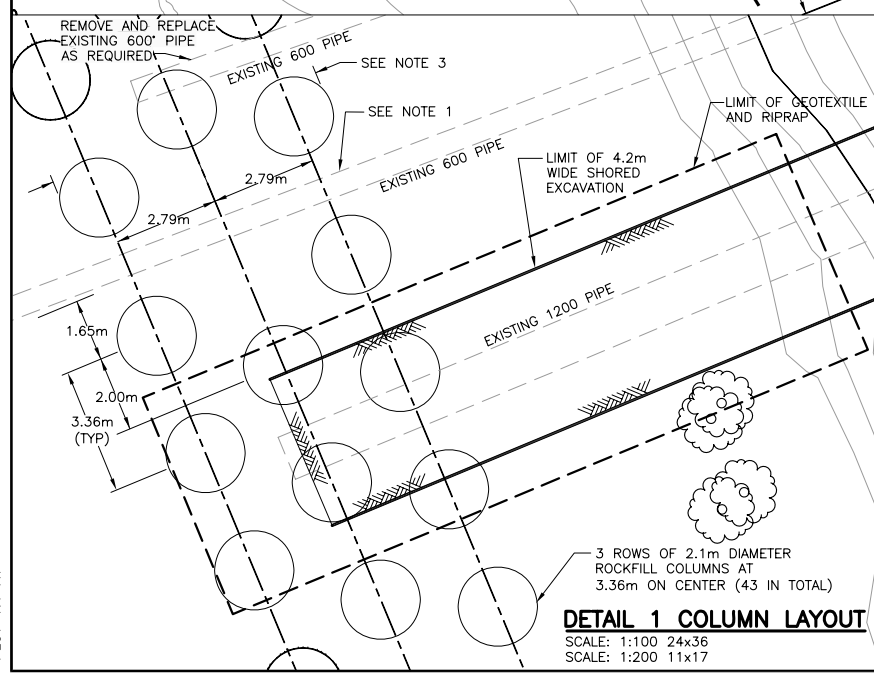 REMOVE AND REPLACE
EXISTING 600" PIPE
AS REQUIRED
EXISTING 600 PIPE
SEE NOTE 3
SEE NOTE 1
LIMIT OF GEOTEXTILE
AND RIPRAP
EXISTING 600 PIPE
LIMIT OF 4.2m
WIDE SHORED
EXCAVATION
2.79m
2.79m
1.65m
EXISTING 1200 PIPE
2.00m
3.36m
(TYP)
3 ROWS OF 2.1m DIAMETER
ROCKFILL COLUMNS AT
3.36m ON CENTER (43 IN TOTAL)
DETAIL 1 COLUMN LAYOUT
SCALE: 1:100 24x36
SCALE: 1:200 11x17